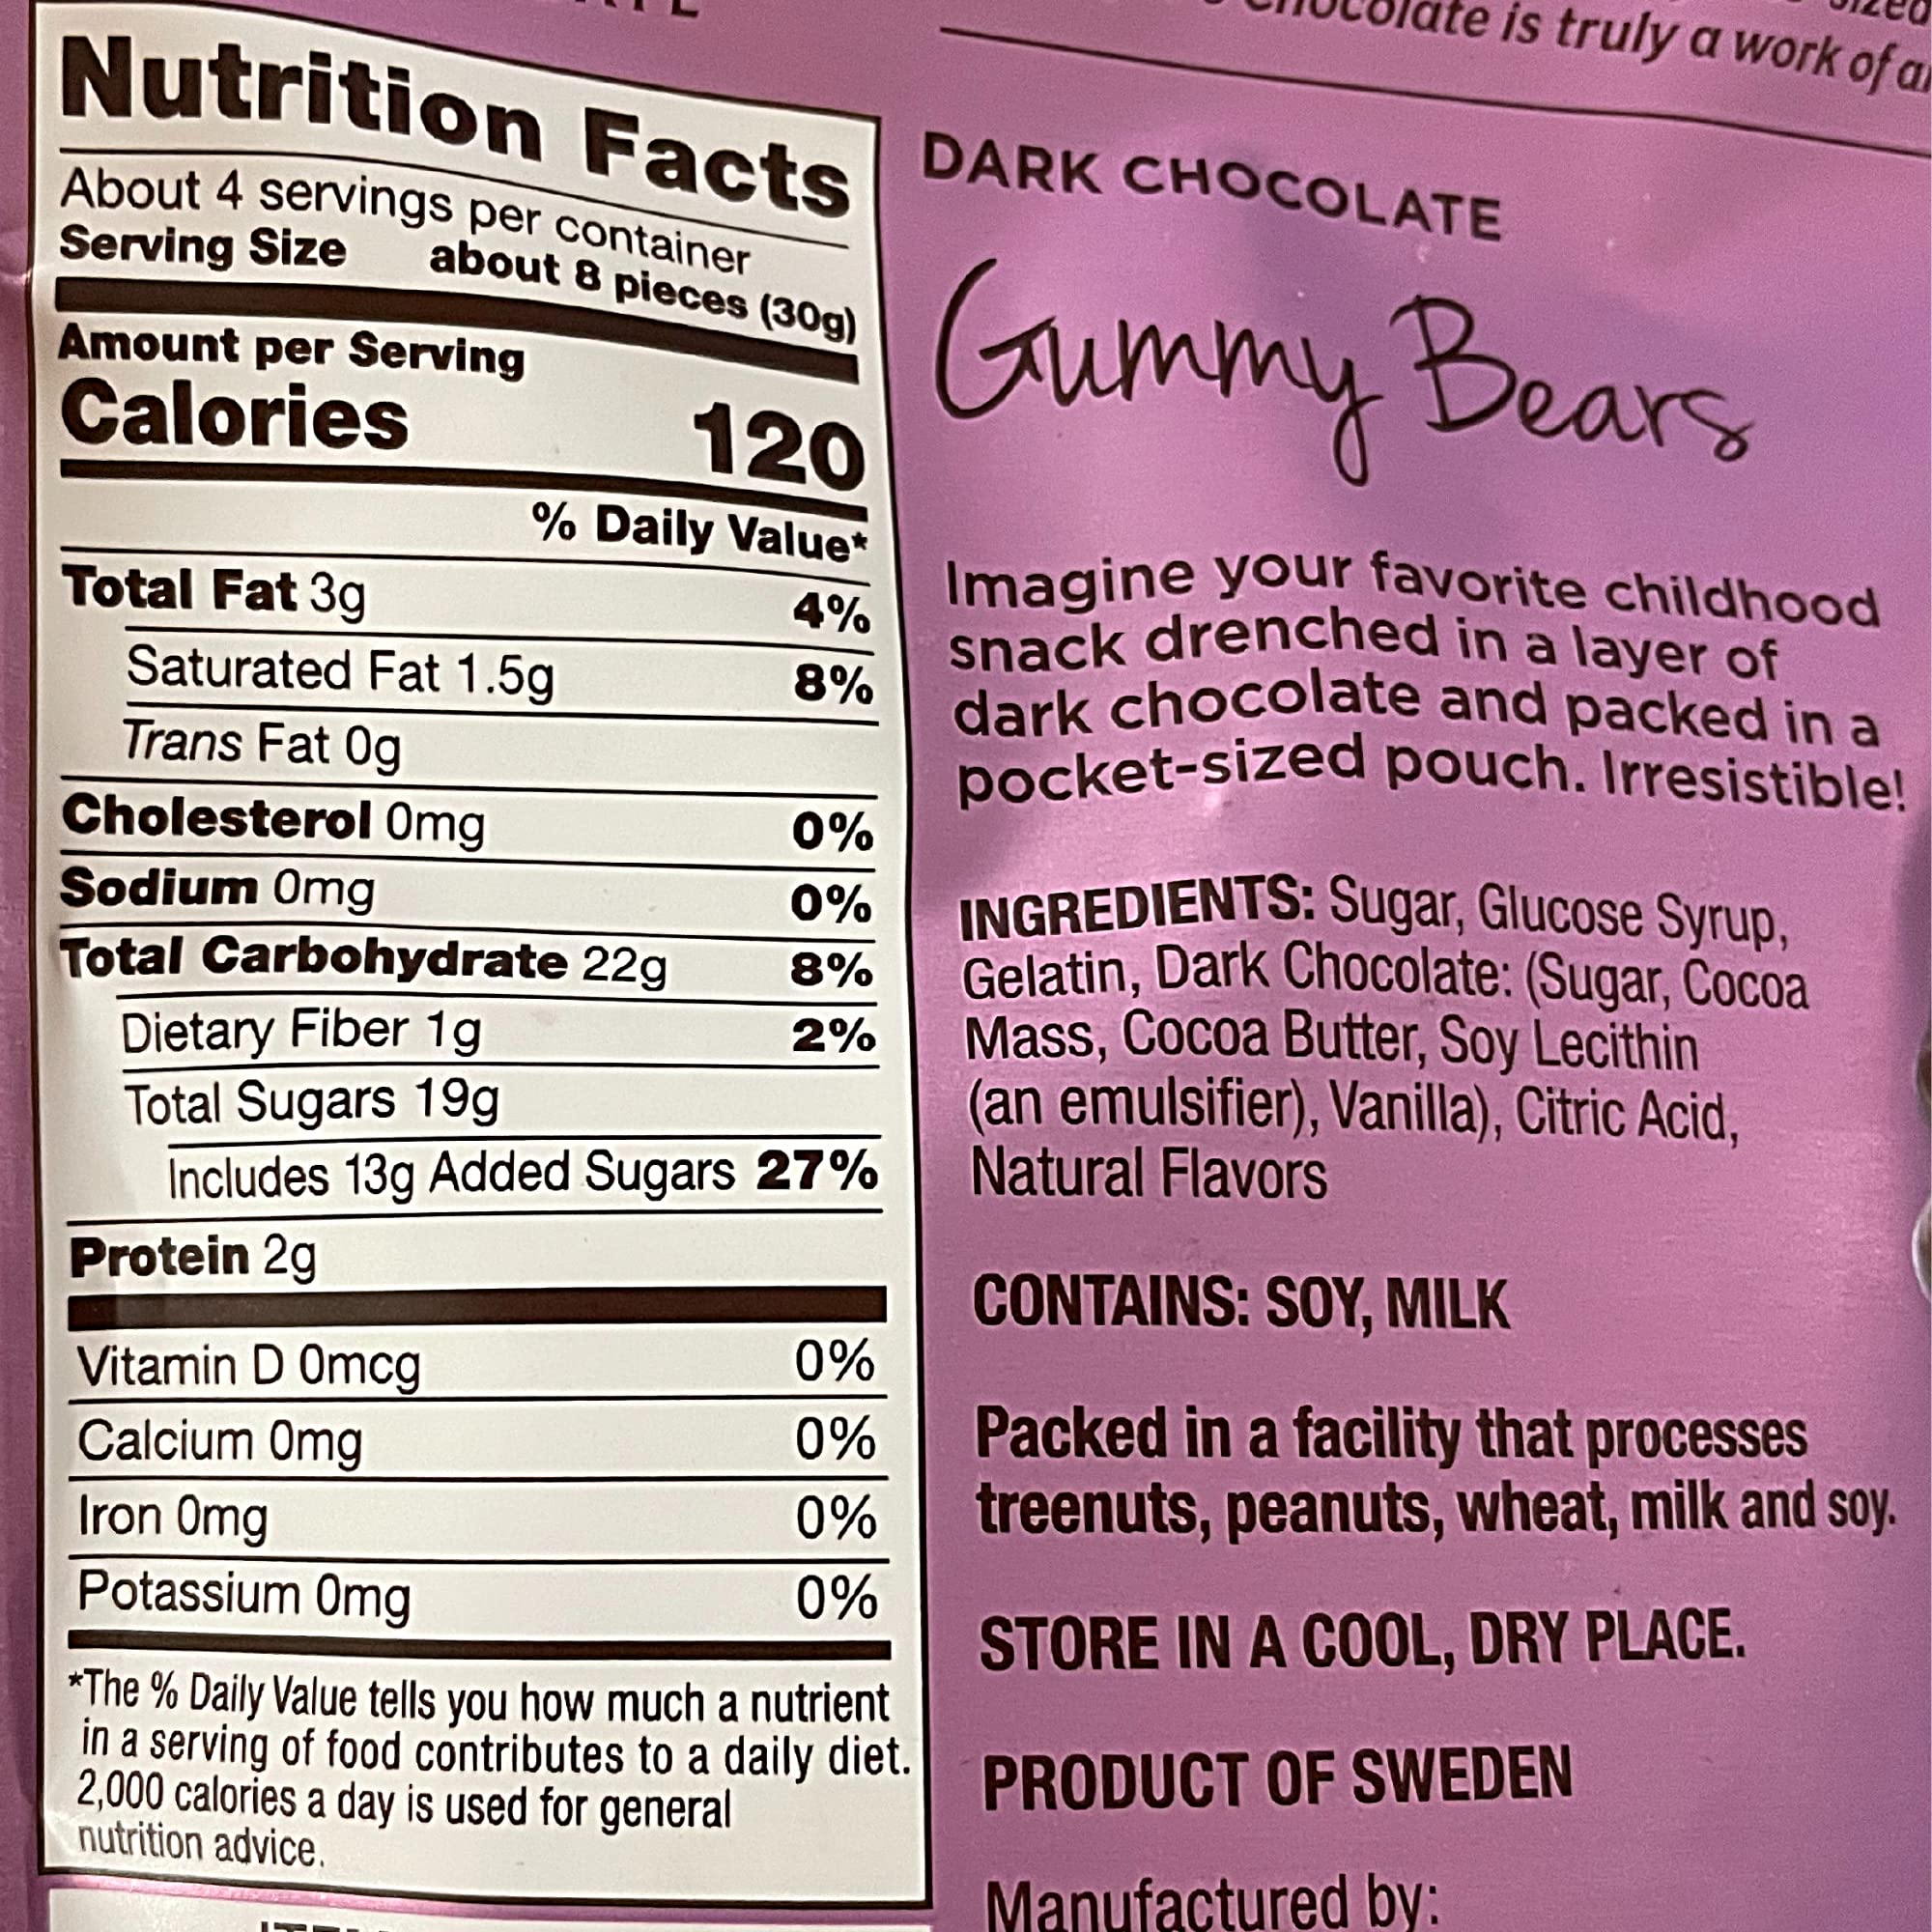 chocolate is truly a work of
Nutrition Facts
About 4 servings per container
Serving Size about 8 pieces (30g)
Amount per Serving
Calories 120
% Daily Value*
Total Fat 3g 4%
Saturated Fat 1.5g 8%
Trans Fat 0g
Cholesterol 0mg 0%
Sodium 0mg 0%
Total Carbohydrate 22g 8%
Dietary Fiber 1g 2%
Total Sugars 19g
Includes 13g Added Sugars 27%
Protein 2g
Vitamin D 0mcg 0%
Calcium 0mg 0%
Iron 0mg 0%
Potassium 0mg 0%
*The % Daily Value tells you how much a nutrient
in a serving of food contributes to a daily diet.
2,000 calories a day is used for general
nutrition advice.
DARK CHOCOLATE
Gummy Bears
Imagine your favorite childhood
snack drenched in a layer of
dark chocolate and packed in a
pocket-sized pouch. Irresistible!
INGREDIENTS: Sugar, Glucose Syrup,
Gelatin, Dark Chocolate: (Sugar, Cocoa
Mass, Cocoa Butter, Soy Lecithin
(an emulsifier), Vanilla), Citric Acid,
Natural Flavors
CONTAINS: SOY, MILK
Packed in a facility that processes
treenuts, peanuts, wheat, milk and soy.
STORE IN A COOL, DRY PLACE.
PRODUCT OF SWEDEN
Manufactured by: